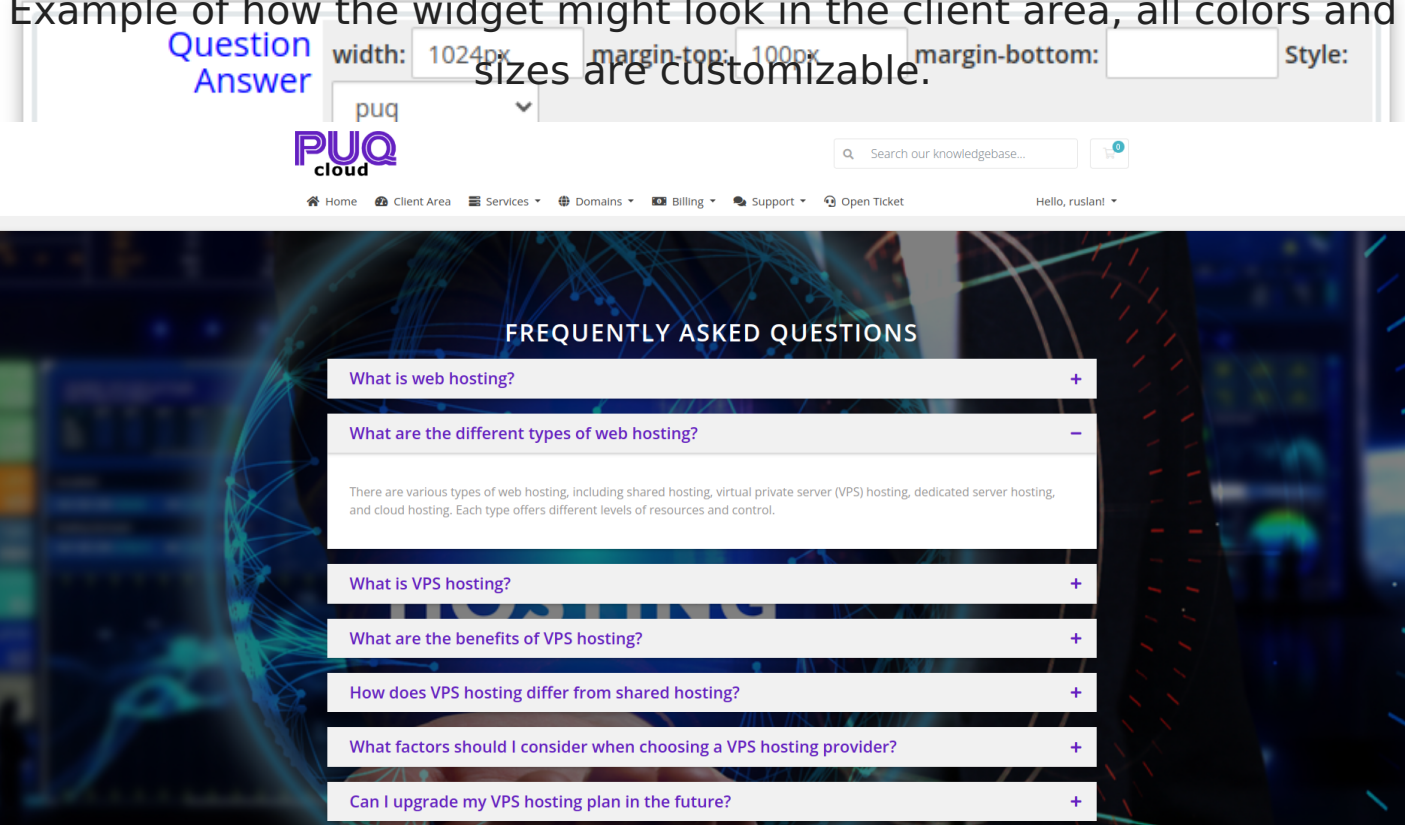 Example of how the widget might look in the client area, all colors and
sizes are customizable.
Question
Answer
width: 1024px margin-top: 100px margin-bottom: Style:
puq
PUQ
cloud
Search our knowledgebase...
0
Home Client Area Services Domains Billing Support Open Ticket Hello, ruslan!
FREQUENTLY ASKED QUESTIONS
What is web hosting? +
What are the different types of web hosting? −
There are various types of web hosting, including shared hosting, virtual private server (VPS) hosting, dedicated server hosting,
and cloud hosting. Each type offers different levels of resources and control.
What is VPS hosting? +
HOSTING
What are the benefits of VPS hosting? +
How does VPS hosting differ from shared hosting? +
What factors should I consider when choosing a VPS hosting provider? +
Can I upgrade my VPS hosting plan in the future? +